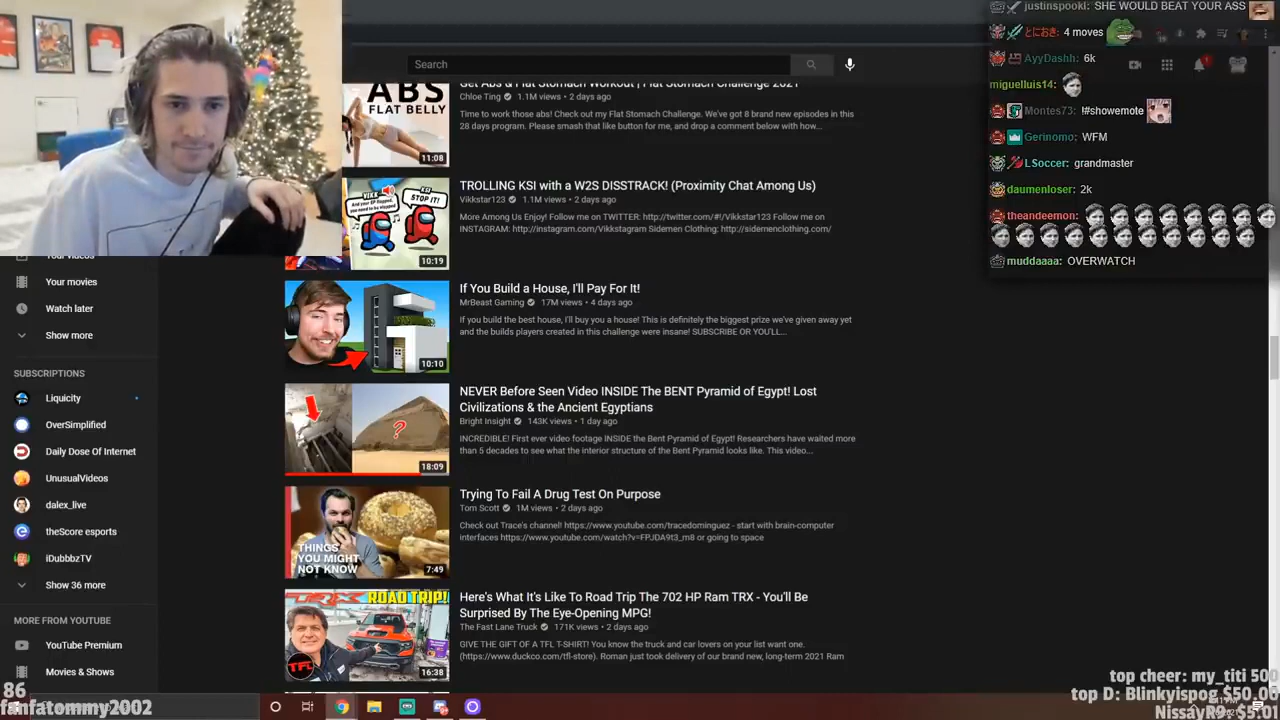 Search
Get Abs & Flat Stomach Workout | Flat Stomach Challenge 2021
Chloe Ting 1.1M views • 2 days ago
Time to work those abs! Check out my Flat Stomach Challenge. We've got 8 brand new episodes in this
28 days program. Please smash that like button for me, and drop a comment below with how...
ABS
FLAT BELLY
11:08
TROLLING KSI with a W2S DISSTRACK! (Proximity Chat Among Us)
Vikkstar123 1.1M views • 2 days ago
More Among Us Enjoy! Follow me on TWITTER: http://twitter.com/#!/Vikkstar123 Follow me on
INSTAGRAM: http://instagram.com/Vikkstagram Sidemen Clothing: http://sidemenclothing.com/
VIKK
KSI
STOP IT!
10:19
If You Build a House, I'll Pay For It!
MrBeast Gaming 17M views • 4 days ago
If you build the best house, I'll buy you a house! This is definitely the biggest prize we've given away yet
and the builds players created in this challenge were insane! SUBSCRIBE OR YOU'LL...
10:10
NEVER Before Seen Video INSIDE The BENT Pyramid of Egypt! Lost
Civilizations & the Ancient Egyptians
Bright Insight 143K views • 1 day ago
INCREDIBLE! First ever video footage INSIDE the Bent Pyramid of Egypt! Researchers have waited more
than 5 decades to see what the interior structure of the Bent Pyramid looks like. This video...
?
18:09
Trying To Fail A Drug Test On Purpose
Tom Scott 1M views • 2 days ago
Check out Trace's channel! https://www.youtube.com/tracedominguez - start with brain-computer
interfaces https://www.youtube.com/watch?v=FPJDA9t3_m8 or going to space
THINGS
YOU MIGHT
NOT KNOW
7:49
Here's What It's Like To Road Trip The 702 HP Ram TRX - You'll Be
Surprised By The Eye-Opening MPG!
The Fast Lane Truck 171K views • 2 days ago
GIVE THE GIFT OF A TFL T-SHIRT! You know the truck and car lovers on your list want one.
(https://www.duckco.com/tfl-store). Roman just took delivery of our brand new, long-term 2021 Ram
TRX ROAD TRIP!
TFL
16:38
Your videos
Your movies
Watch later
Show more
SUBSCRIPTIONS
Liquicity
OverSimplified
Daily Dose Of Internet
UnusualVideos
dalex_live
theScore esports
iDubbbzTV
Show 36 more
MORE FROM YOUTUBE
YouTube Premium
Movies & Shows
86
fanfatommy2002
justinspooki: SHE WOULD BEAT YOUR ASS
とにおき: 4 moves
AyyDashh: 6k
miguelluis14:
Montes73: !#showemote
Gerinomo: WFM
LSoccer: grandmaster
daumenloser: 2k
theandeemon:
muddaaaa: OVERWATCH
top cheer: my_titi 500
top D: Blinkyispog $50.00